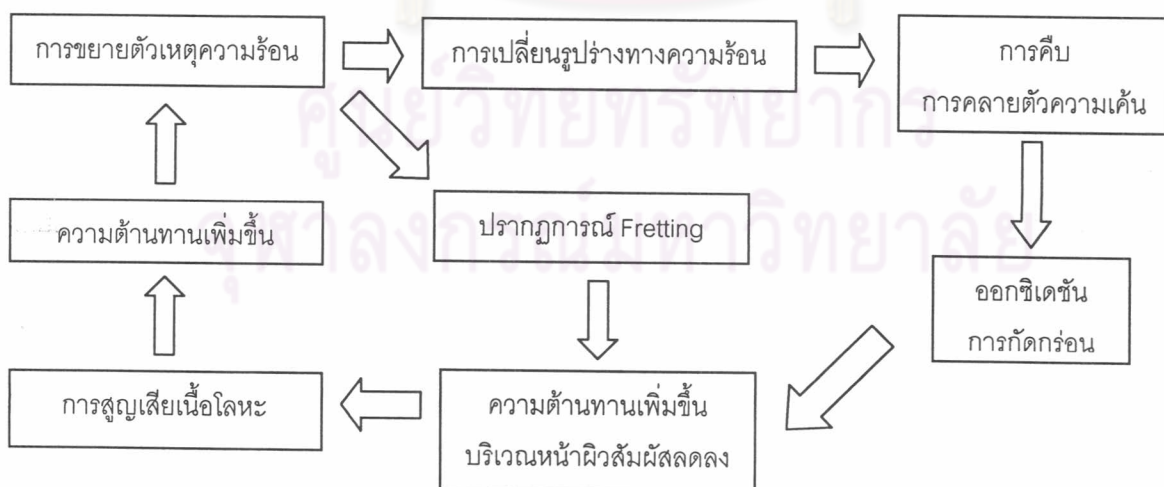 การขยายตัวเหตุความร้อน
การเปลี่ยนรูปร่างทางความร้อน
การคืบ
การคลายตัวความเค้น
ความต้านทานเพิ่มขึ้น
ปรากฏการณ์ Fretting
ออกซิเดชัน
การกัดกร่อน
การสูญเสียเนื้อโลหะ
ความต้านทานเพิ่มขึ้น
บริเวณหน้าผิวสัมผัสลดลง
ศูนย์วิทยทรัพยากร
จุฬาลงกรณ์มหาวิทยาลัย